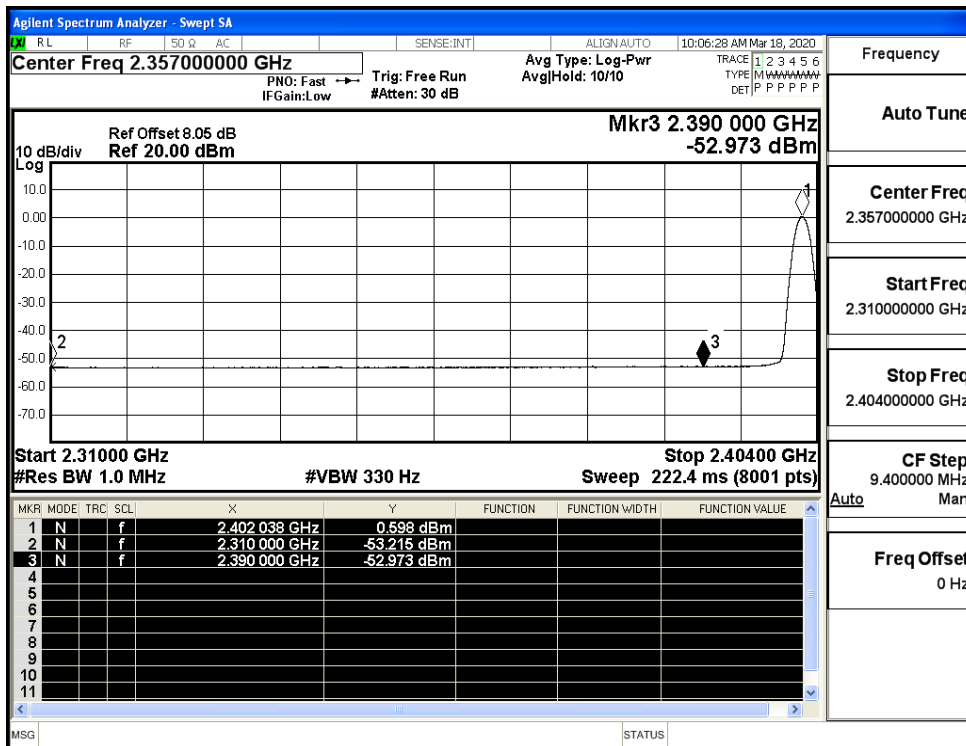 Agilent Spectrum Analyzer - Swept SA
LXI RL RF 50 Ω AC SENSE:INT ALIGN AUTO 10:06:28 AM Mar 18, 2020
Center Freq 2.357000000 GHz
PNO: Fast
IFGain:Low
Trig: Free Run
#Atten: 30 dB
Avg Type: Log-Pwr
Avg|Hold: 10/10
TRACE 1 2 3 4 5 6
TYPE M W W W W W
DET P P P P P P
Ref Offset 8.05 dB
10 dB/div Ref 20.00 dBm
Log
Mkr3 2.390 000 GHz
-52.973 dBm
10.0
0.00
-10.0
-20.0
-30.0
-40.0
-50.0
-60.0
-70.0
1
2
3
Start 2.31000 GHz Stop 2.40400 GHz
#Res BW 1.0 MHz #VBW 330 Hz Sweep 222.4 ms (8001 pts)
MKR MODE TRC SCL X Y FUNCTION FUNCTION WIDTH FUNCTION VALUE
1 N f 2.402 038 GHz 0.598 dBm
2 N f 2.310 000 GHz -53.215 dBm
3 N f 2.390 000 GHz -52.973 dBm
4
5
6
7
8
9
10
11
MSG STATUS
Frequency
Auto Tune
Center Freq
2.357000000 GHz
Start Freq
2.310000000 GHz
Stop Freq
2.404000000 GHz
CF Step
9.400000 MHz
Auto Man
Freq Offset
0 Hz